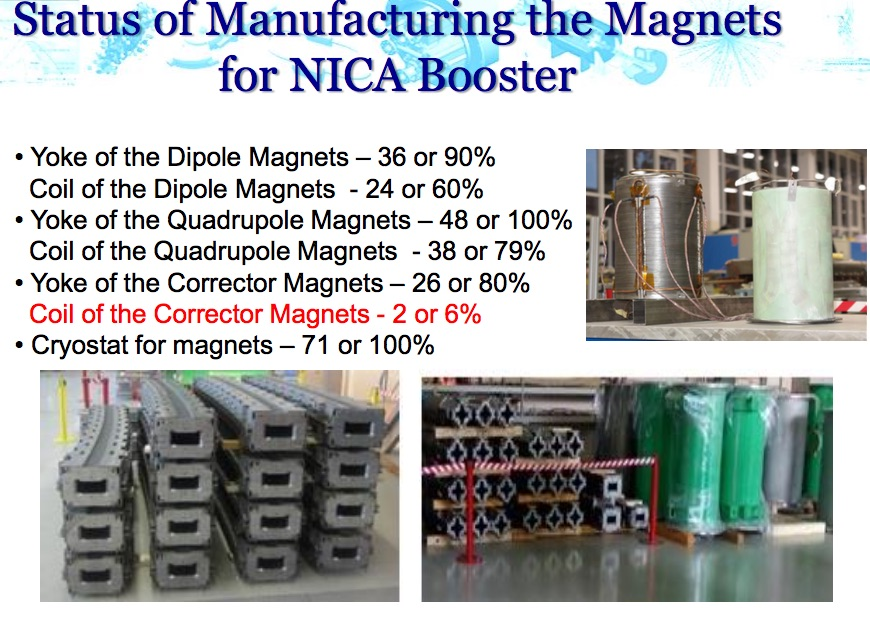 Status of Manufacturing the Magnets
for NICA Booster
• Yoke of the Dipole Magnets – 36 or 90%
Coil of the Dipole Magnets - 24 or 60%
• Yoke of the Quadrupole Magnets – 48 or 100%
Coil of the Quadrupole Magnets - 38 or 79%
• Yoke of the Corrector Magnets – 26 or 80%
Coil of the Corrector Magnets - 2 or 6%
• Cryostat for magnets – 71 or 100%